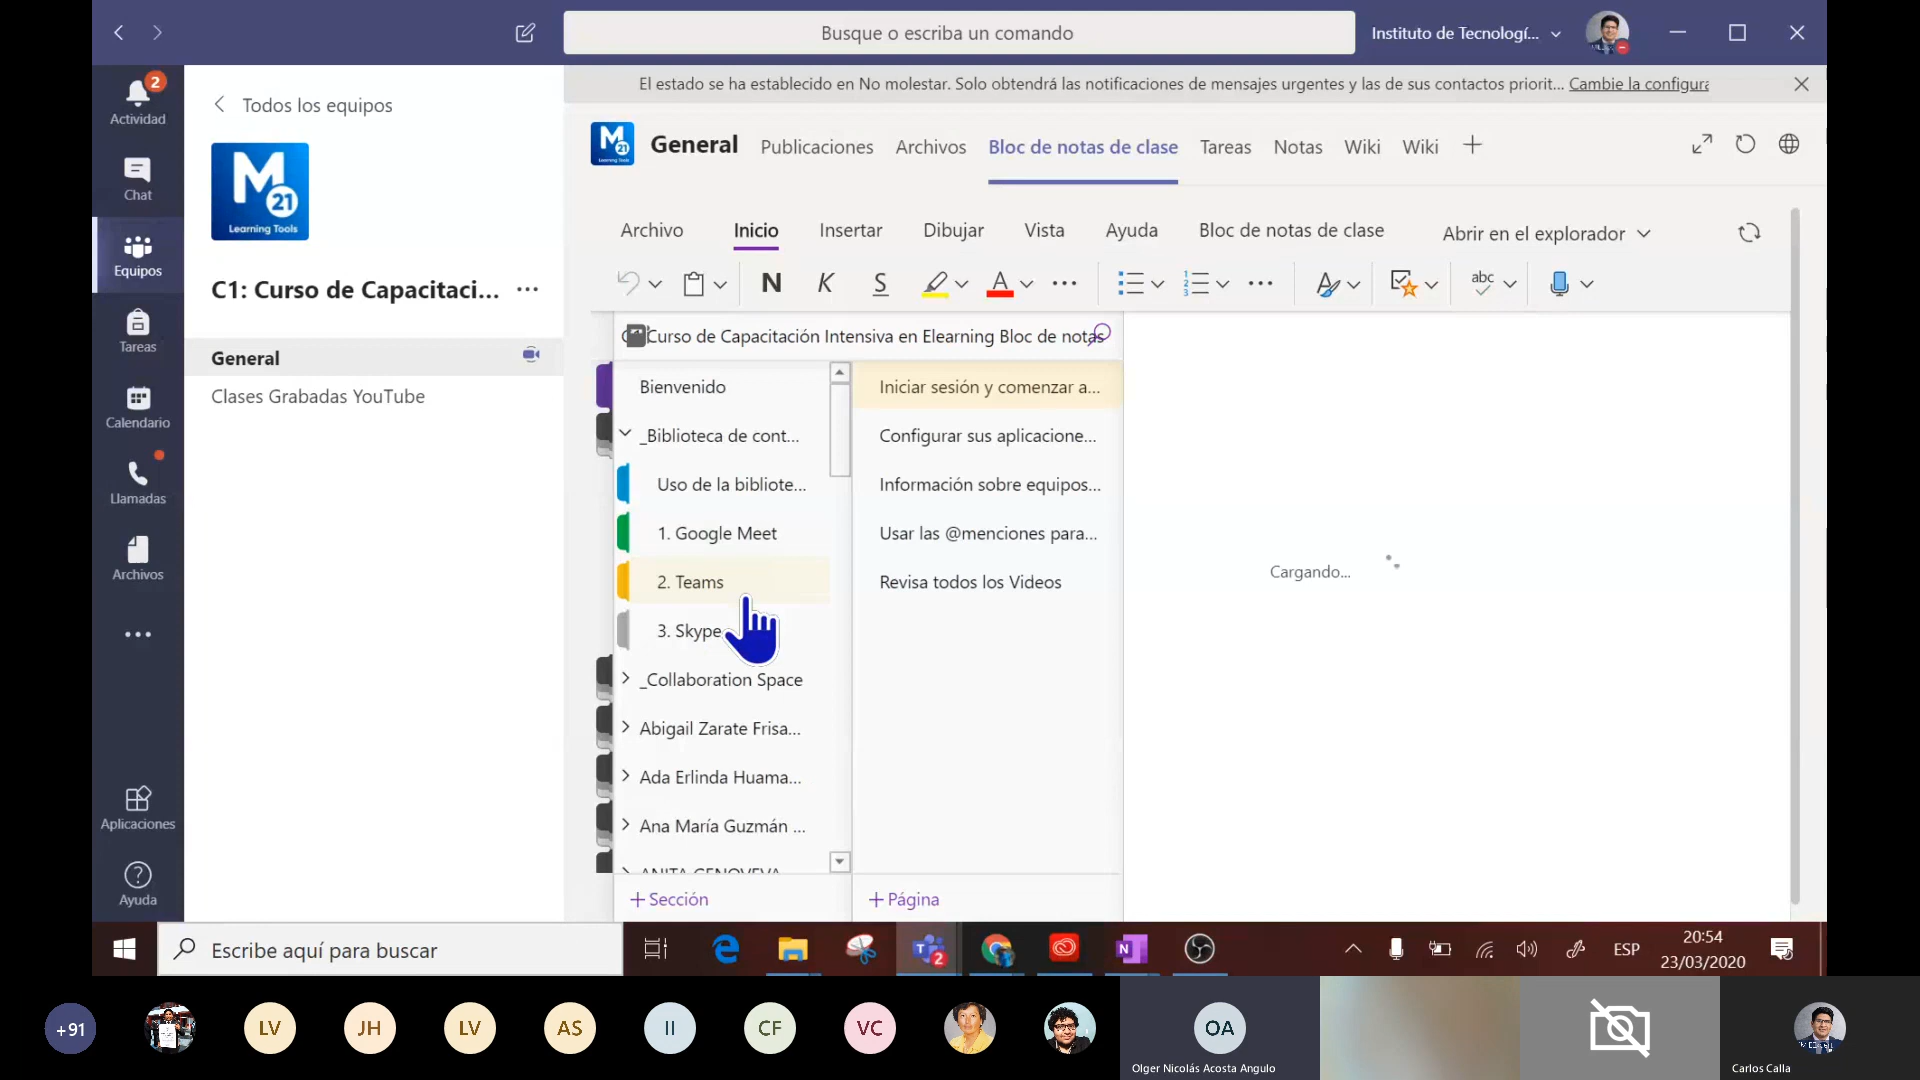 Busque o escriba un comando
Instituto de Tecnologí...
2
Actividad
Chat
Equipos
Tareas
Calendario
Llamadas
Archivos
Aplicaciones
Ayuda
Todos los equipos
M
21
Learning Tools
C1: Curso de Capacitaci...
General
Clases Grabadas YouTube
El estado se ha establecido en No molestar. Solo obtendrá las notificaciones de mensajes urgentes y las de sus contactos priorit... Cambie la configura
M
21
Learning Tools
General Publicaciones Archivos Bloc de notas de clase Tareas Notas Wiki Wiki
Archivo Inicio Insertar Dibujar Vista Ayuda Bloc de notas de clase Abrir en el explorador
N K S A abc
Curso de Capacitación Intensiva en Elearning Bloc de notas
Bienvenido
_Biblioteca de cont...
Uso de la bibliote...
1. Google Meet
2. Teams
3. Skype
_Collaboration Space
Abigail Zarate Frisa...
Ada Erlinda Huama...
Ana María Guzmán ...
ANITA GENOVEVA
+ Sección
Iniciar sesión y comenzar a...
Configurar sus aplicacione...
Información sobre equipos...
Usar las @menciones para...
Revisa todos los Videos
+ Página
Cargando...
Escribe aquí para buscar
2
ESP
20:54
23/03/2020
+91
LV
JH
LV
AS
II
CF
VC
OA
Olger Nicolás Acosta Angulo
Carlos Calla